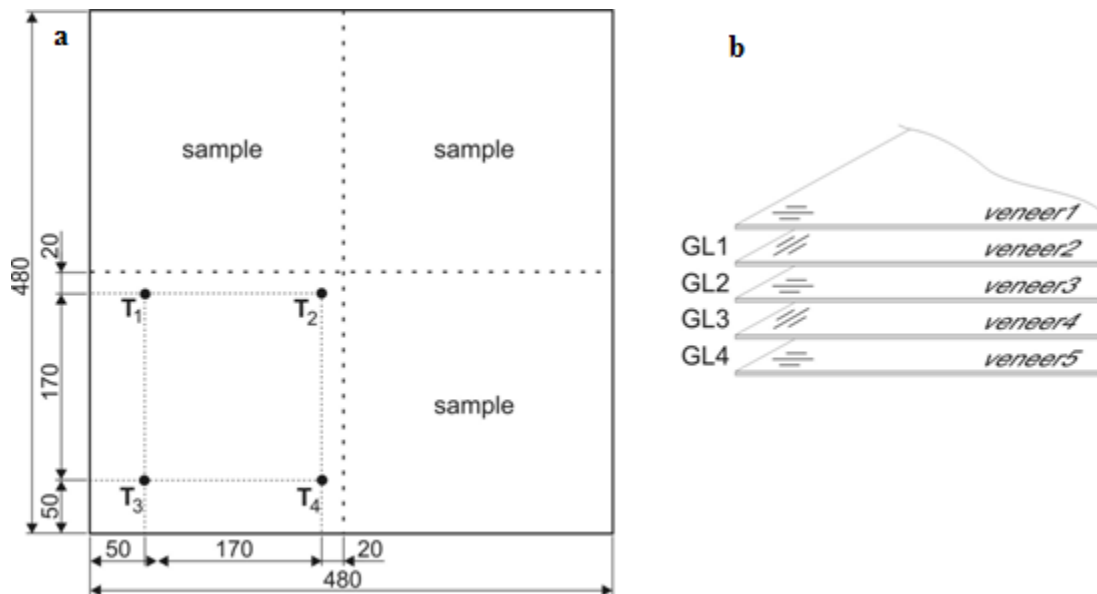 a
b
sample
sample
480
20
170
50
T1
T2
sample
T3
T4
50
170
20
480
veneer1
GL1
veneer2
GL2
veneer3
GL3
veneer4
GL4
veneer5